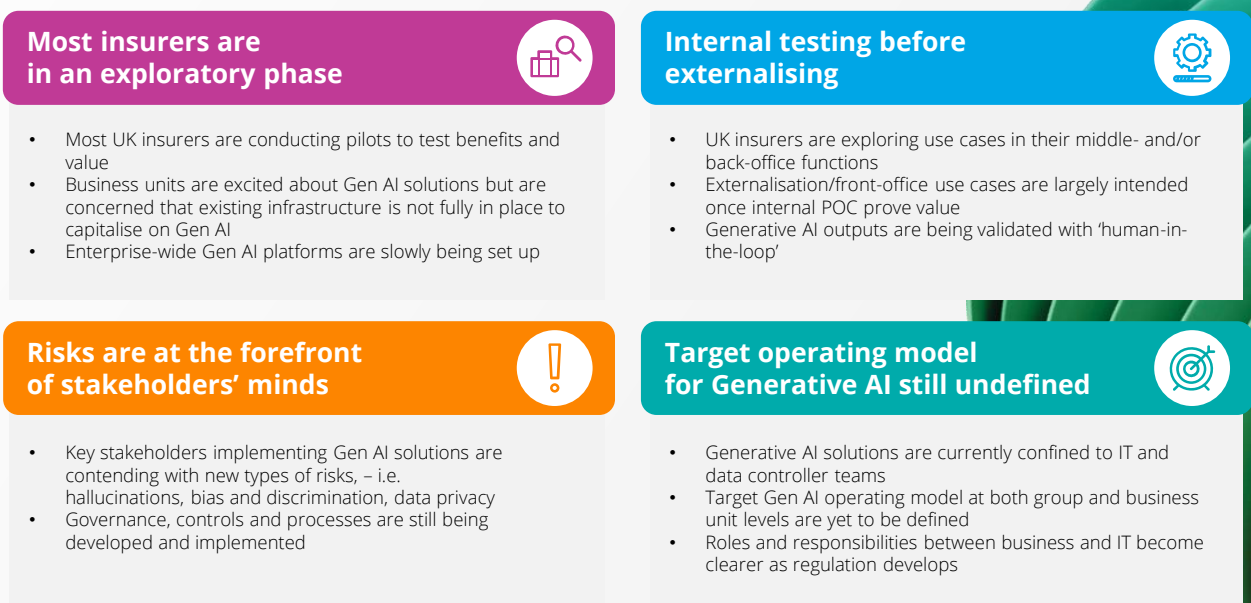 Most insurers are
in an exploratory phase
• Most UK insurers are conducting pilots to test benefits and
value
• Business units are excited about Gen AI solutions but are
concerned that existing infrastructure is not fully in place to
capitalise on Gen AI
• Enterprise-wide Gen AI platforms are slowly being set up
Internal testing before
externalising
• UK insurers are exploring use cases in their middle- and/or
back-office functions
• Externalisation/front-office use cases are largely intended
once internal POC prove value
• Generative AI outputs are being validated with ‘human-in-
the-loop’
Risks are at the forefront
of stakeholders’ minds
• Key stakeholders implementing Gen AI solutions are
contending with new types of risks, – i.e.
hallucinations, bias and discrimination, data privacy
• Governance, controls and processes are still being
developed and implemented
Target operating model
for Generative AI still undefined
• Generative AI solutions are currently confined to IT and
data controller teams
• Target Gen AI operating model at both group and business
unit levels are yet to be defined
• Roles and responsibilities between business and IT become
clearer as regulation develops